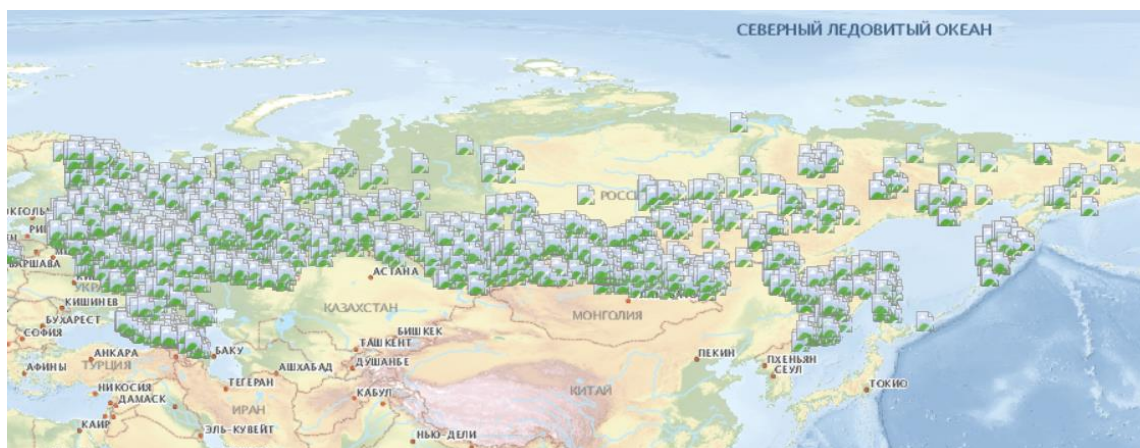 СЕВЕРНЫЙ ЛЕДОВИТЫЙ ОКЕАН
РОСС
ВАРШАВА
АСТАНА
КАЗАХСТАН
МОНГОЛИЯ
КИШИНЕВ
БУХАРЕСТ
СОФИЯ
БИШКЕК
ТАШКЕНТ
АНКАРА
БАКУ
ПЕКИН
ПХЕНЬЯН
ТУРЦИЯ
АШХАБАД
ДУШАНБЕ
СЕУЛ
АФИНЫ
ТЕГЕРАН
ТОКИО
НИКОСИЯ
КАБУЛ
КИТАЙ
ДАМАСК
ИРАН
КАИР
ЭЛЬ-КУВЕЙТ
НЬЮ-ДЕЛИ